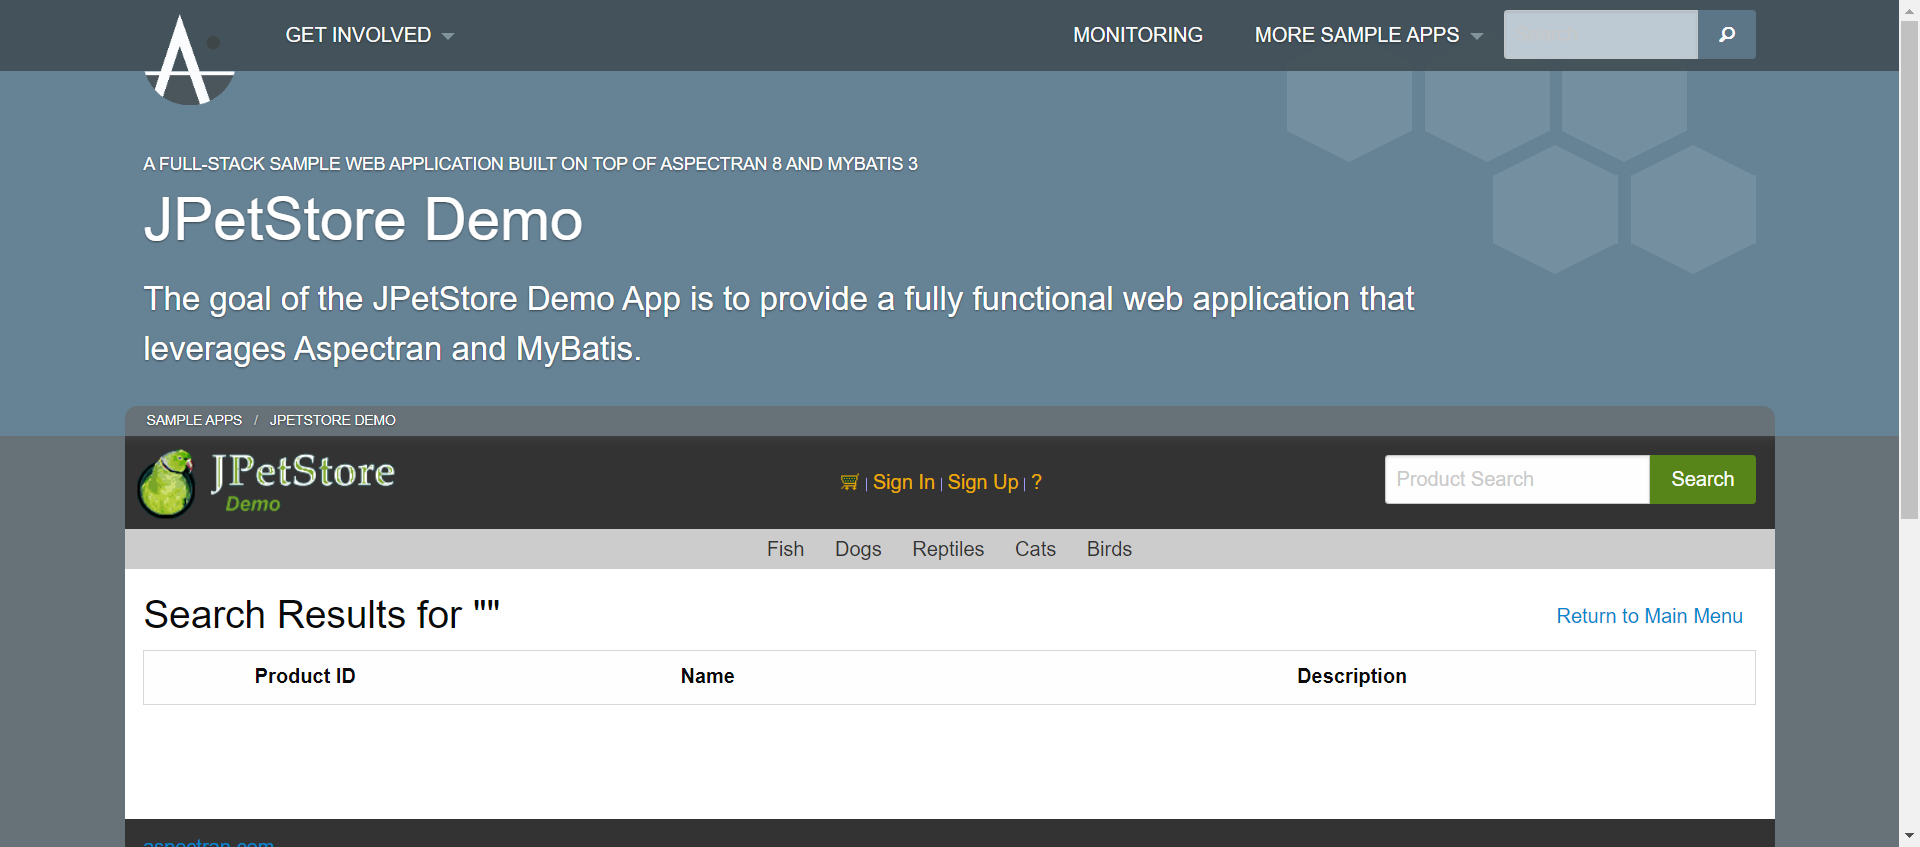 GET INVOLVED
MONITORING
MORE SAMPLE APPS
A FULL-STACK SAMPLE WEB APPLICATION BUILT ON TOP OF ASPECTRAN 8 AND MYBATIS 3
JPetStore Demo
The goal of the JPetStore Demo App is to provide a fully functional web application that
leverages Aspectran and MyBatis.
SAMPLE APPS / JPETSTORE DEMO
JPetStore
Demo
| Sign In | Sign Up | ?
Product Search
Search
Fish Dogs Reptiles Cats Birds
Search Results for ""
Return to Main Menu
Product ID Name Description
aspectran.com